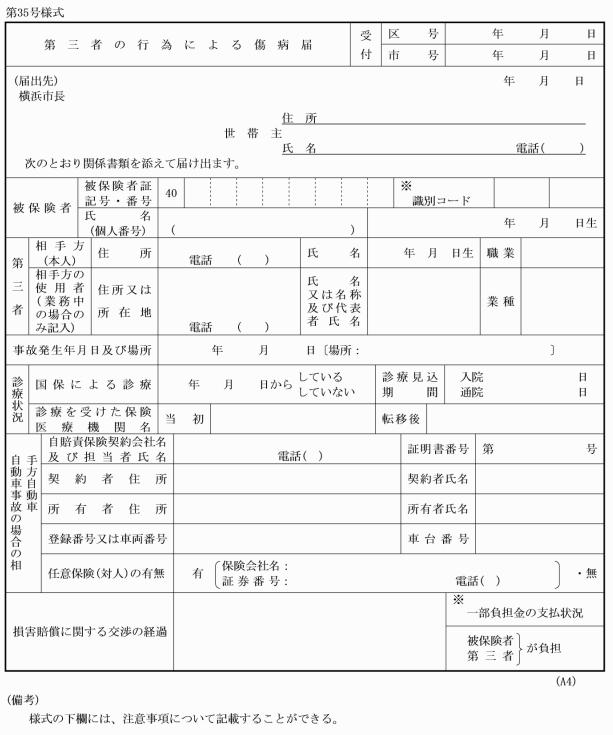 第35号様式
第三者の行為による傷病届
受付
区号 年 月 日
市号 年 月 日
(届出先) 年 月 日
横浜市長
住所
世帯主
氏名 電話( )
次のとおり関係書類を添えて届け出ます。
被保険者
被保険者証
記号・番号
40
※
識別コード
氏名
(個人番号)
( )
年 月 日生
第三者
相手方
(本人)
住所
電話 ( )
氏名
年 月 日生
職業
相手方の
使用者
(業務中
の場合の
み記入)
住所又は
所在地
電話 ( )
氏名
又は名称
及び代表
者氏名
業種
事故発生年月日及び場所
年 月 日〔場所: 〕
診療状況
国保による診療
年 月 日から
している
していない
診療見込
期間
入院 日
通院 日
診療を受けた保険
医療機関名
当初
転移後
自動車事故の場合の相
手方自動車
自賠責保険契約会社名
及び担当者氏名
電話( )
証明書番号
第 号
契約者住所
契約者氏名
所有者住所
所有者氏名
登録番号又は車両番号
車台番号
任意保険(対人)の有無
有
保険会社名:
証券番号: 電話( )
・無
損害賠償に関する交渉の経過
※
一部負担金の支払状況
被保険者
第三者
が負担
(A4)
(備考)
様式の下欄には、注意事項について記載することができる。